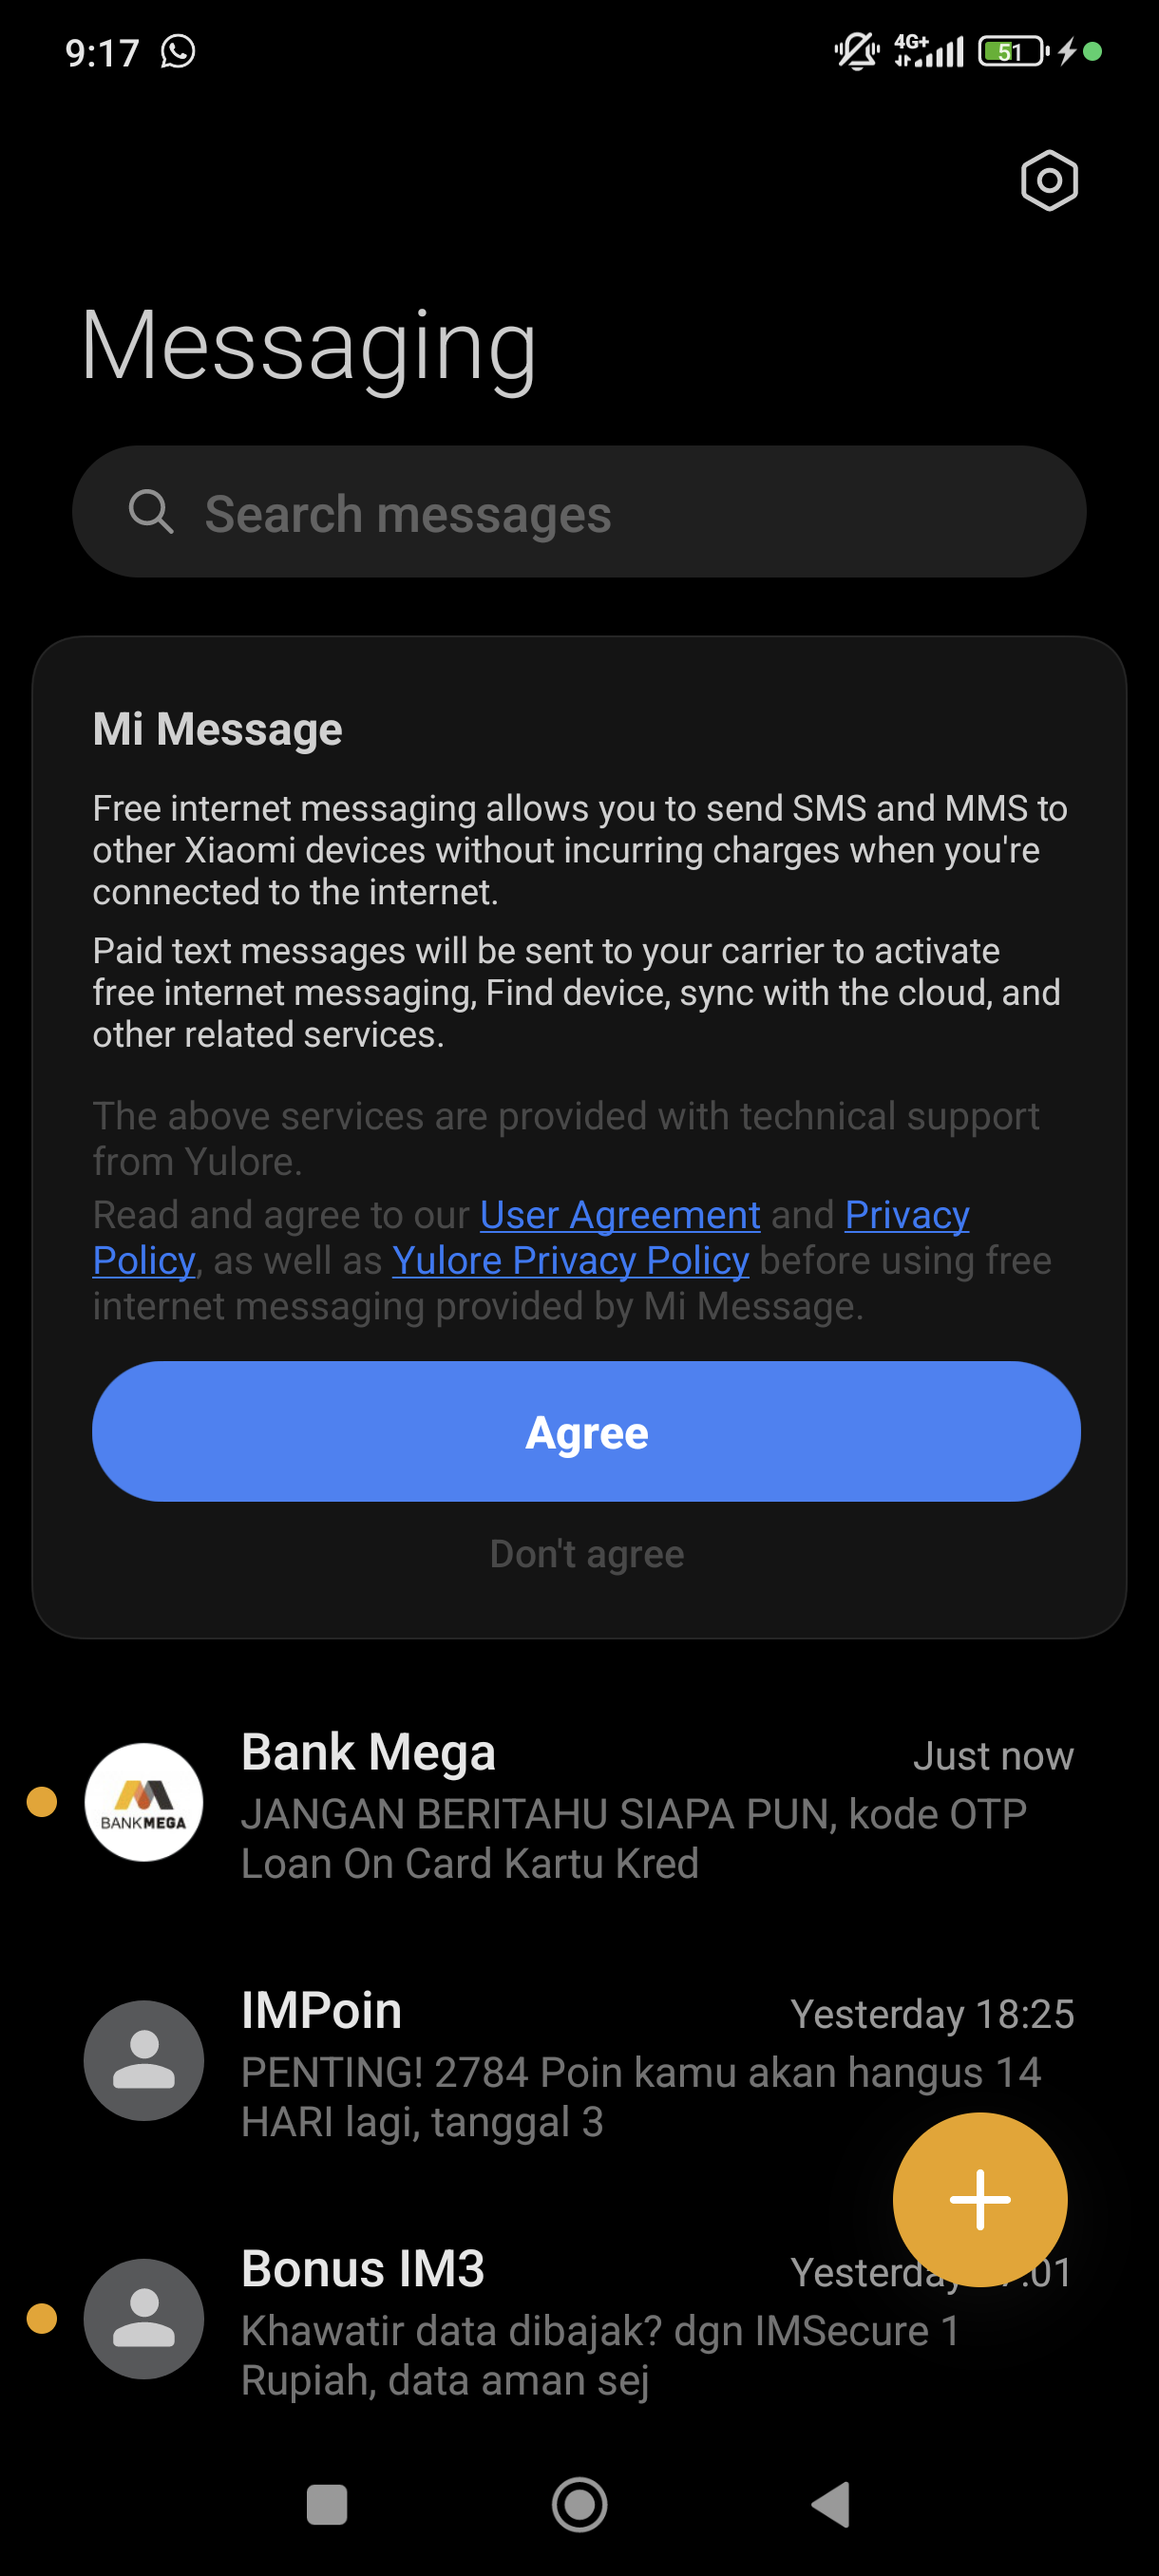 9:17
4G+
51
Messaging
Search messages
Mi Message
Free internet messaging allows you to send SMS and MMS to
other Xiaomi devices without incurring charges when you're
connected to the internet.
Paid text messages will be sent to your carrier to activate
free internet messaging, Find device, sync with the cloud, and
other related services.
The above services are provided with technical support
from Yulore.
Read and agree to our User Agreement and Privacy
Policy, as well as Yulore Privacy Policy before using free
internet messaging provided by Mi Message.
Agree
Don't agree
BANKMEGA
Bank Mega
Just now
JANGAN BERITAHU SIAPA PUN, kode OTP
Loan On Card Kartu Kred
IMPoin
Yesterday 18:25
PENTING! 2784 Poin kamu akan hangus 14
HARI lagi, tanggal 3
Bonus IM3
Yesterday
Khawatir data dibajak? dgn IMSecure 1
Rupiah, data aman sej